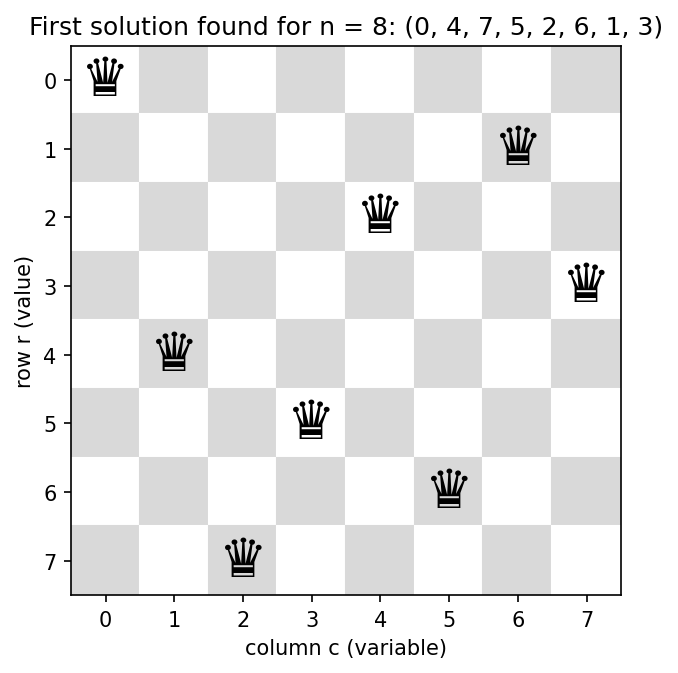 First solution found for n = 8: (0, 4, 7, 5, 2, 6, 1, 3)
row r (value)
0
1
2
3
4
5
6
7
0 1 2 3 4 5 6 7
column c (variable)